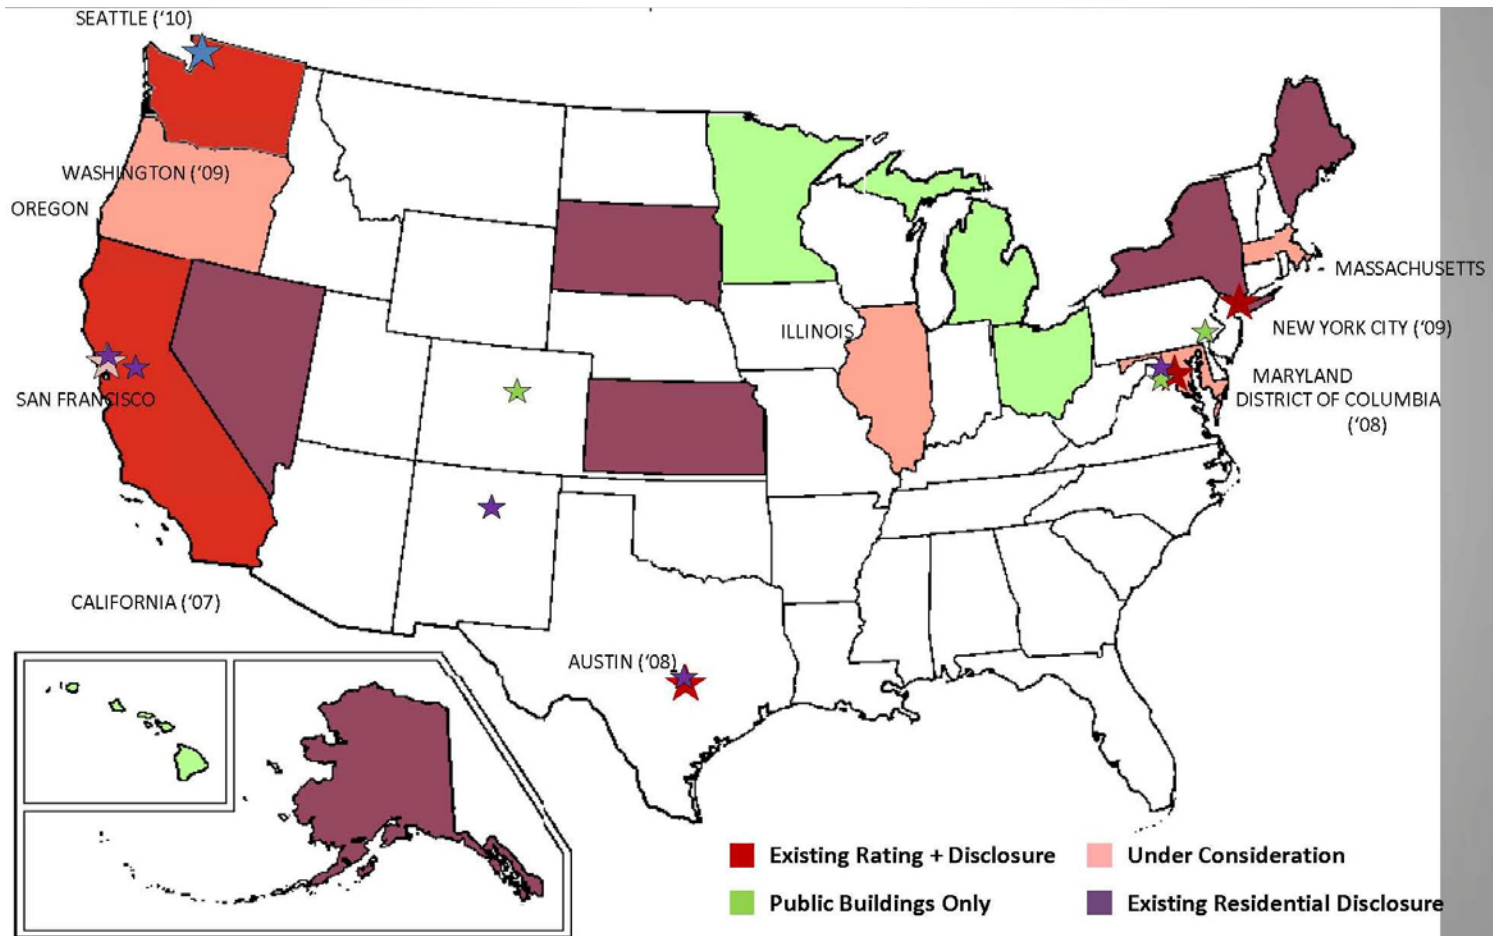 SEATTLE (‘10)
WASHINGTON (‘09)
OREGON
MASSACHUSETTS
ILLINOIS
NEW YORK CITY (‘09)
MARYLAND
SAN FRANCISCO
DISTRICT OF COLUMBIA
(‘08)
CALIFORNIA (‘07)
AUSTIN (‘08)
Existing Rating + Disclosure
Under Consideration
Public Buildings Only
Existing Residential Disclosure